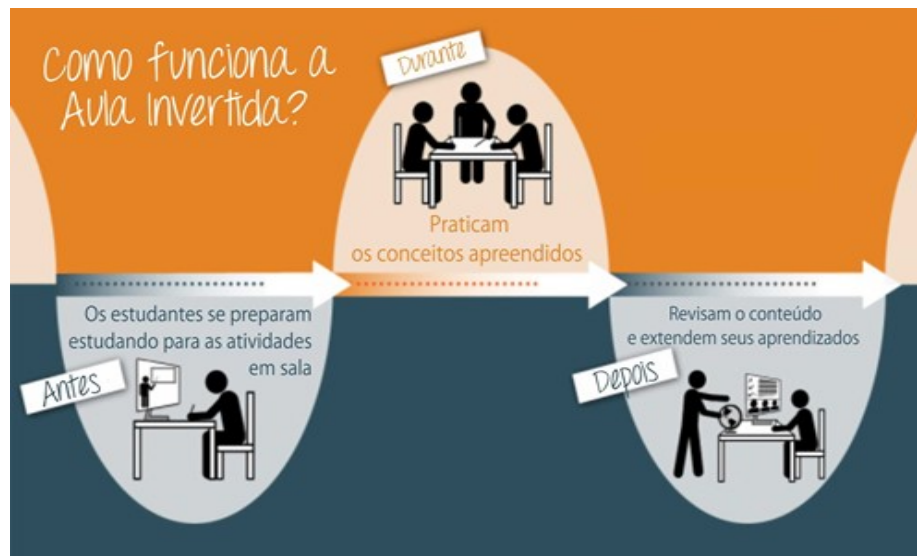 Como funciona a
Aula Invertida?
Durante
Praticam
os conceitos apreendidos
Os estudantes se preparam
estudando para as atividades
em sala
Antes
Revisam o conteúdo
e extendem seus aprendizados
Depois